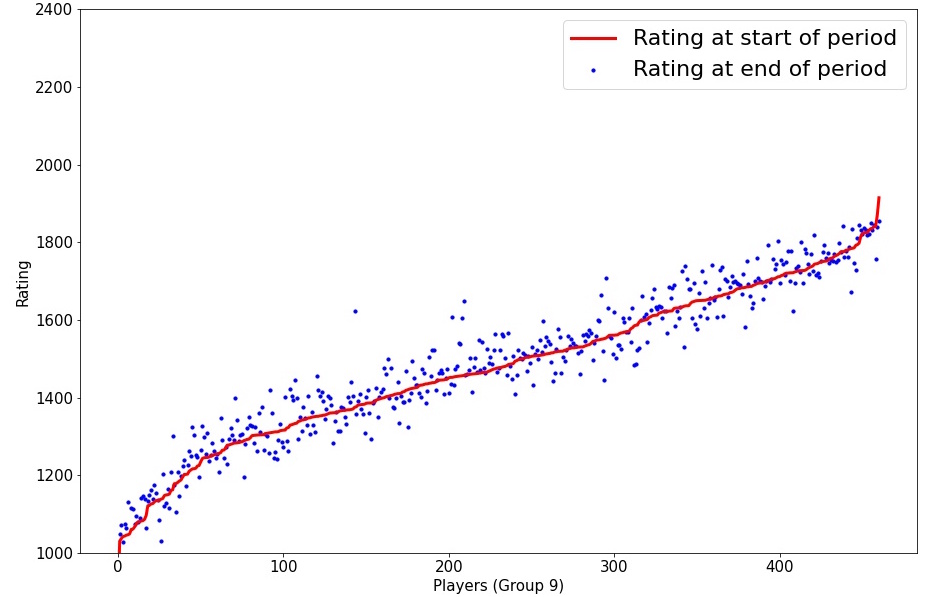 2400
2200
2000
1800
1600
1400
1200
1000
Rating
Rating at start of period
Rating at end of period
0 100 200 300 400
Players (Group 9)